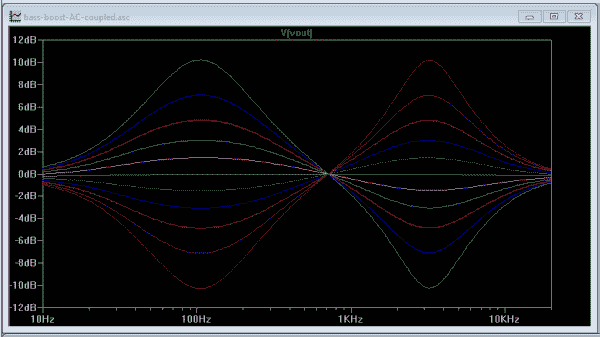 bass-boost-AC-coupled.asc
V[vout]
12dB
10dB
8dB
6dB
4dB
2dB
0dB
-2dB
-4dB
-6dB
-8dB
-10dB
-12dB
10Hz 100Hz 1KHz 10KHz